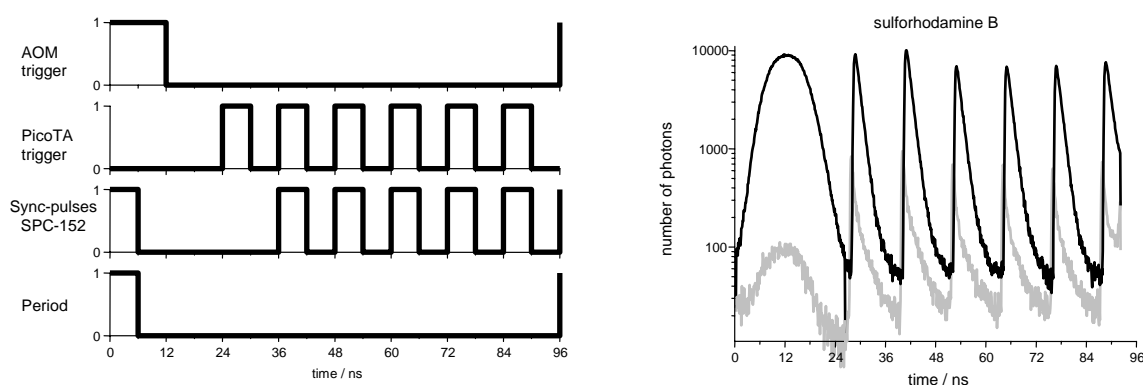 1
AOM
trigger
0
1
PicoTA
trigger
0
1
Sync-pulses
SPC-152
0
1
Period
0
0 12 24 36 48 60 72 84 96
time / ns
sulforhodamine B
10000
1000
100
number of photons
0 12 24 36 48 60 72 84 96
time / ns